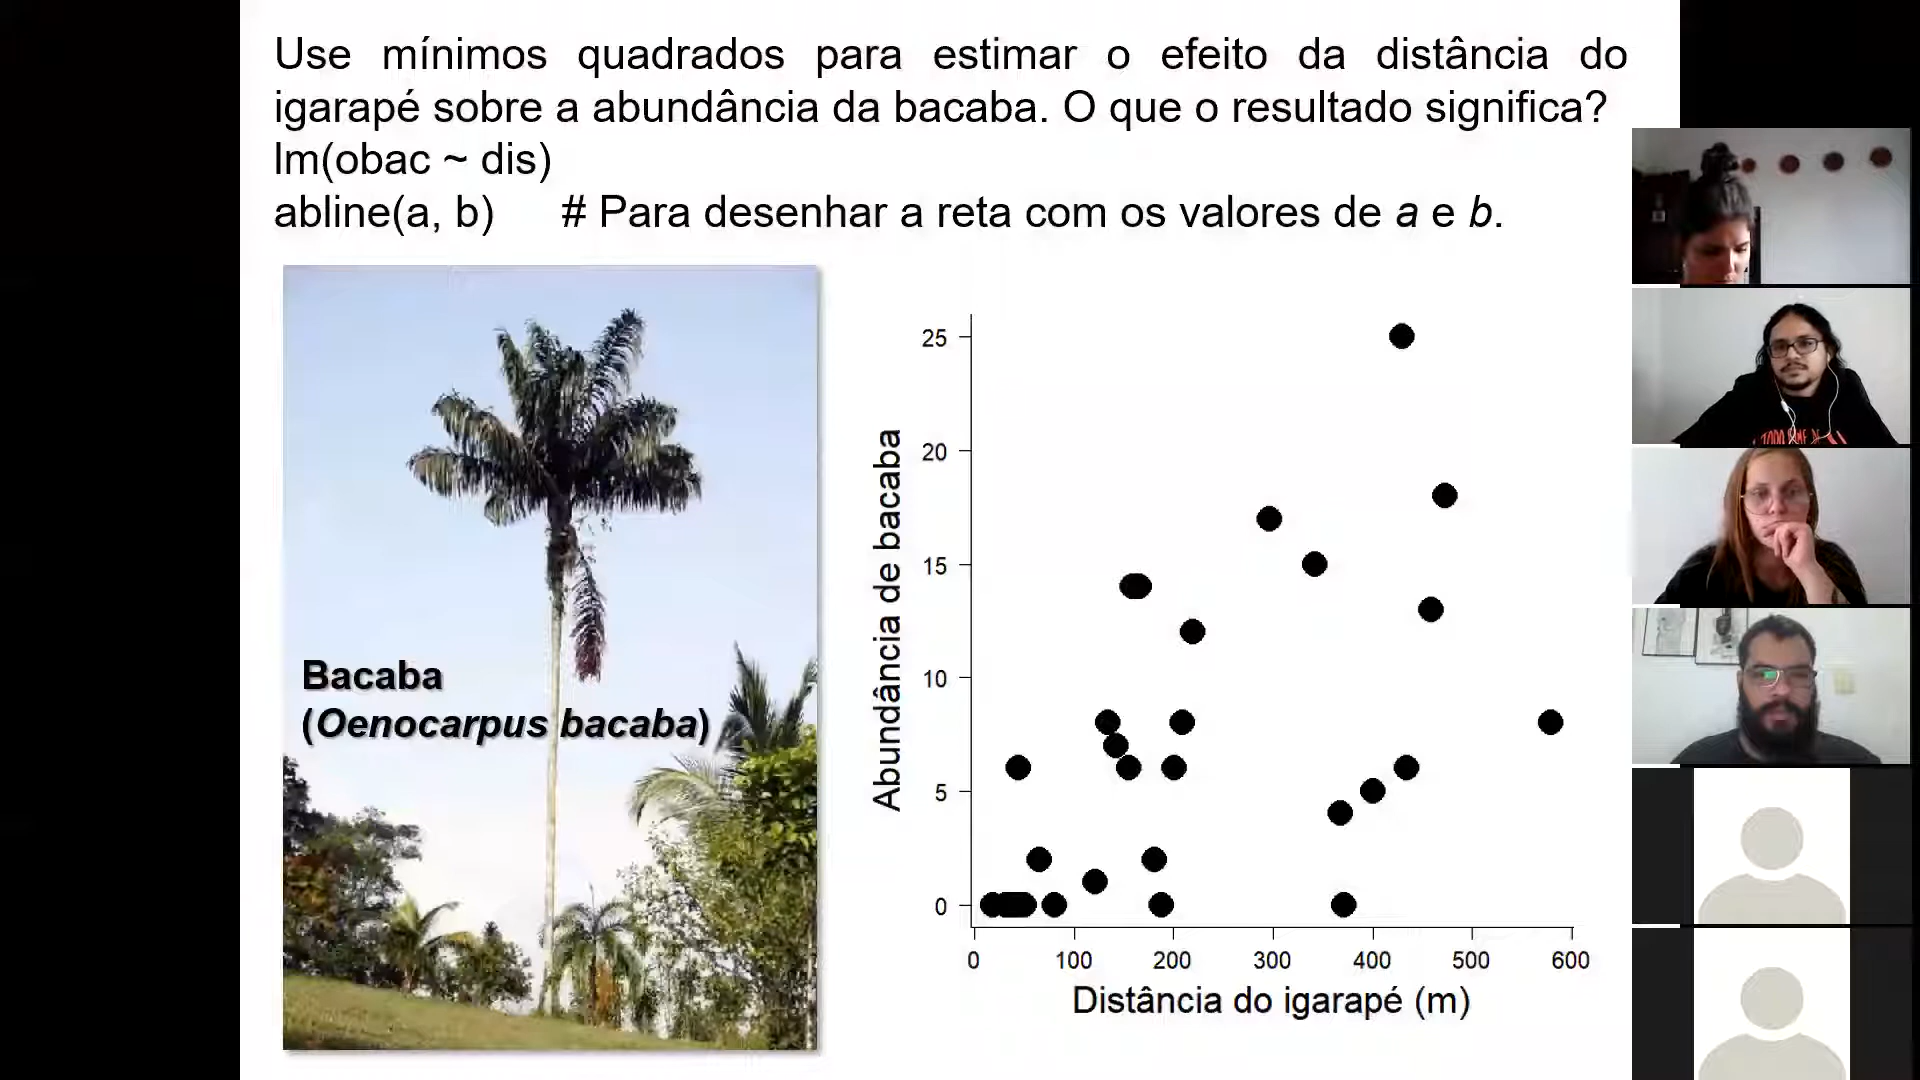 Use mínimos quadrados para estimar o efeito da distância do
igarapé sobre a abundância da bacaba. O que o resultado significa?
lm(obac ~ dis)
abline(a, b) # Para desenhar a reta com os valores de a e b.
Bacaba
(Oenocarpus bacaba)
Abundância de bacaba
25
20
15
10
5
0
0 100 200 300 400 500 600
Distância do igarapé (m)